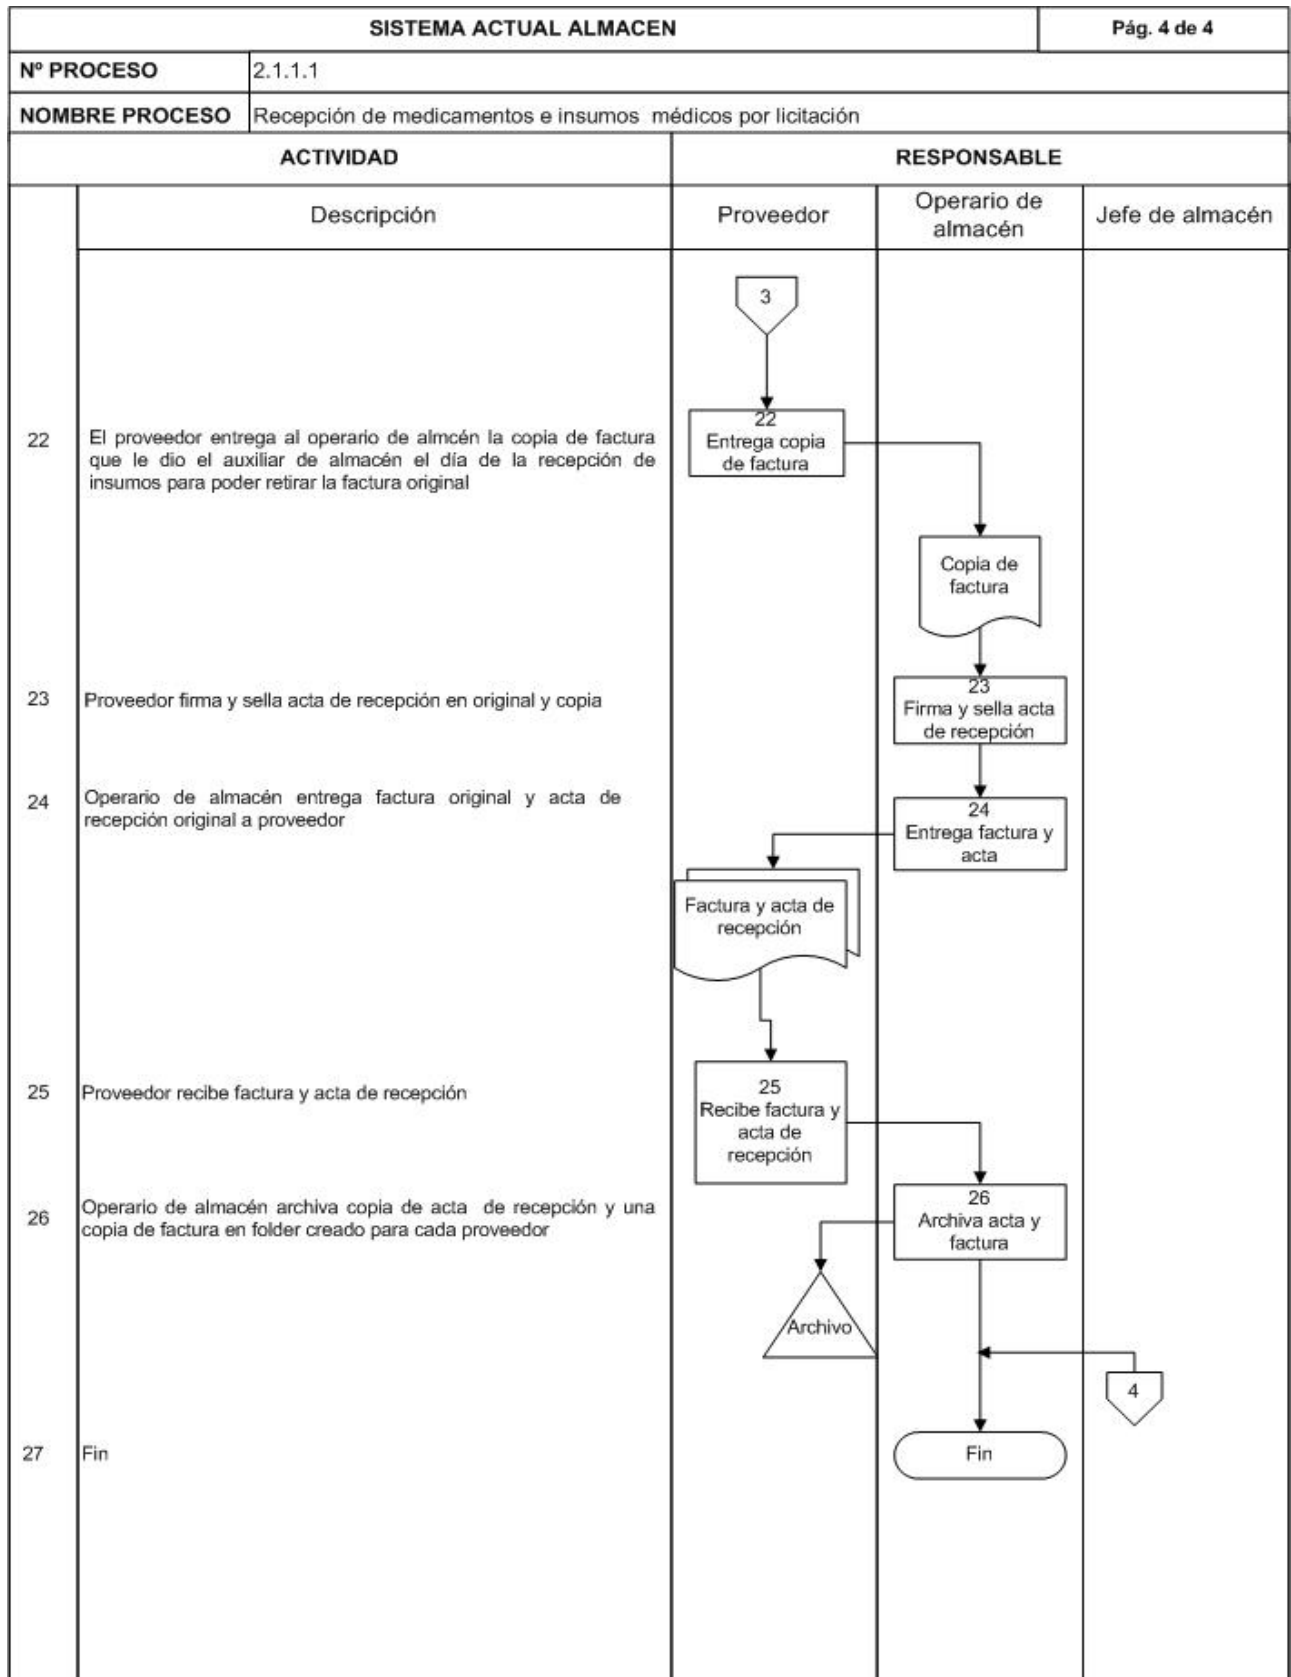 SISTEMA ACTUAL ALMACEN
Pág. 4 de 4
Nº PROCESO
2.1.1.1
NOMBRE PROCESO
Recepción de medicamentos e insumos médicos por licitación
ACTIVIDAD
RESPONSABLE
Descripción
Proveedor
Operario de
almacén
Jefe de almacén
3
22
El proveedor entrega al operario de almcén la copia de factura
que le dio el auxiliar de almacén el día de la recepción de
insumos para poder retirar la factura original
22
Entrega copia
de factura
Copia de
factura
23
Proveedor firma y sella acta de recepción en original y copia
23
Firma y sella acta
de recepción
24
Operario de almacén entrega factura original y acta de
recepción original a proveedor
24
Entrega factura y
acta
Factura y acta de
recepción
25
Proveedor recibe factura y acta de recepción
25
Recibe factura y
acta de
recepción
26
Operario de almacén archiva copia de acta de recepción y una
copia de factura en folder creado para cada proveedor
26
Archiva acta y
factura
Archivo
4
27
Fin
Fin